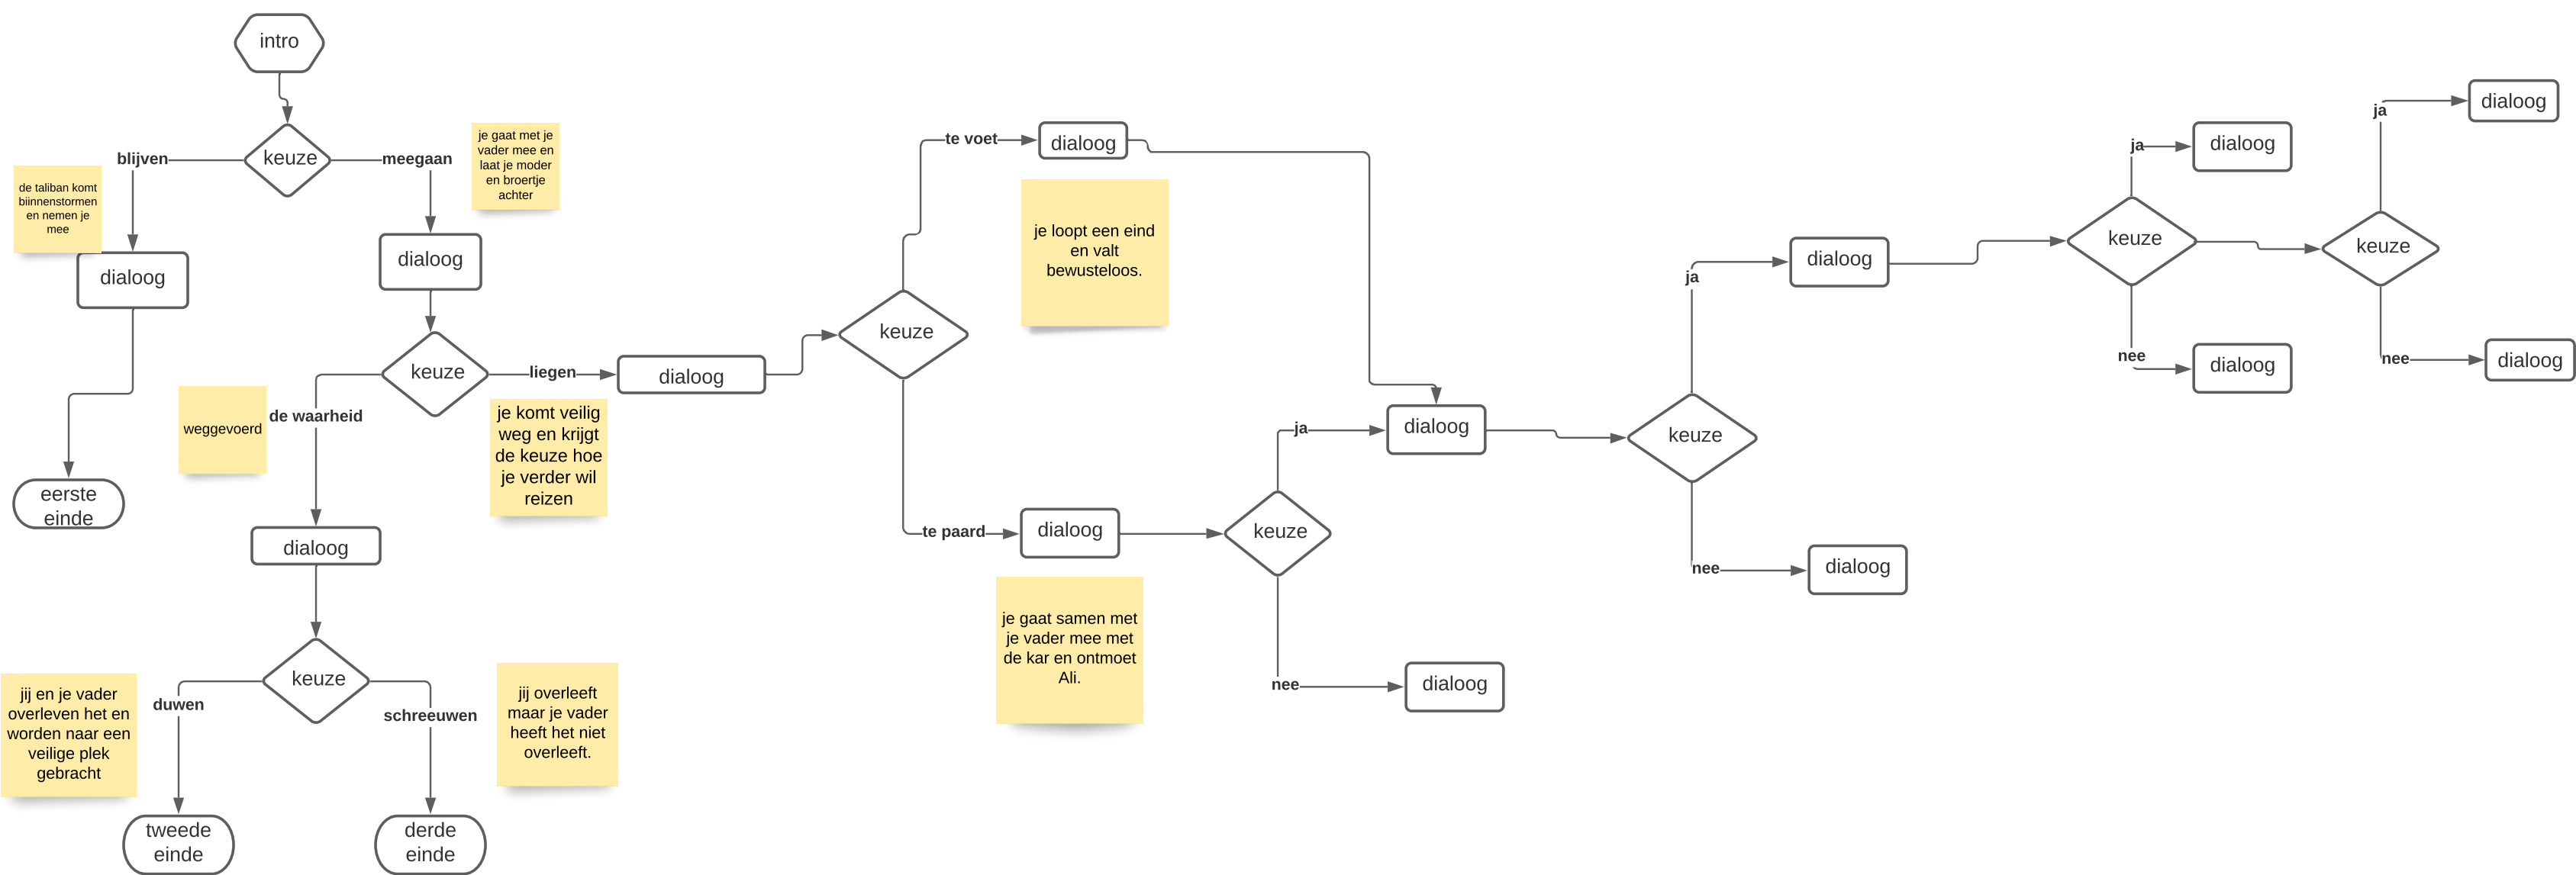 intro
keuze
blijven
meegaan
de taliban komt
biinnenstormen
en nemen je
mee
je gaat met je
vader mee en
laat je moder
en broertje
achter
dialoog
eerste
einde
dialoog
keuze
de waarheid
liegen
weggevoerd
je komt veilig
weg en krijgt
de keuze hoe
je verder wil
reizen
dialoog
keuze
duwen
schreeuwen
jij en je vader
overleven het en
worden naar een
veilige plek
gebracht
jij overleeft
maar je vader
heeft het niet
overleeft.
tweede
einde
derde
einde
dialoog
keuze
te voet
dialoog
je loopt een eind
en valt
bewusteloos.
te paard
dialoog
je gaat samen met
je vader mee met
de kar en ontmoet
Ali.
keuze
ja
dialoog
nee
dialoog
keuze
ja
dialoog
nee
dialoog
keuze
ja
dialoog
nee
dialoog
keuze
ja
dialoog
nee
dialoog